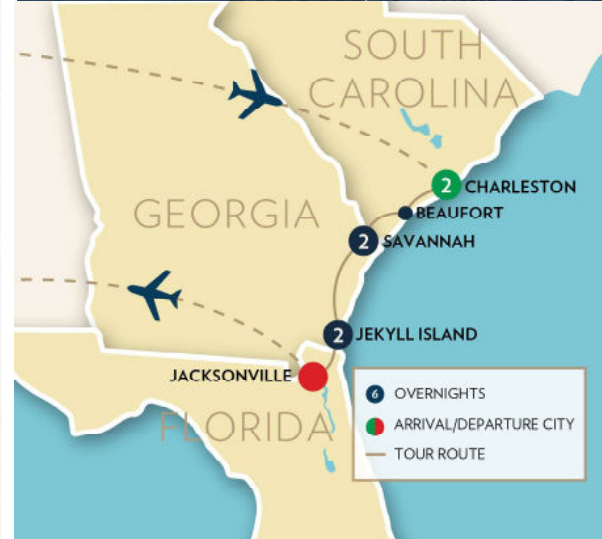 SOUTH
CAROLINA
2 CHARLESTON
BEAUFORT
GEORGIA
2 SAVANNAH
2 JEKYLL ISLAND
JACKSONVILLE
FLORIDA
6 OVERNIGHTS
ARRIVAL/DEPARTURE CITY
TOUR ROUTE